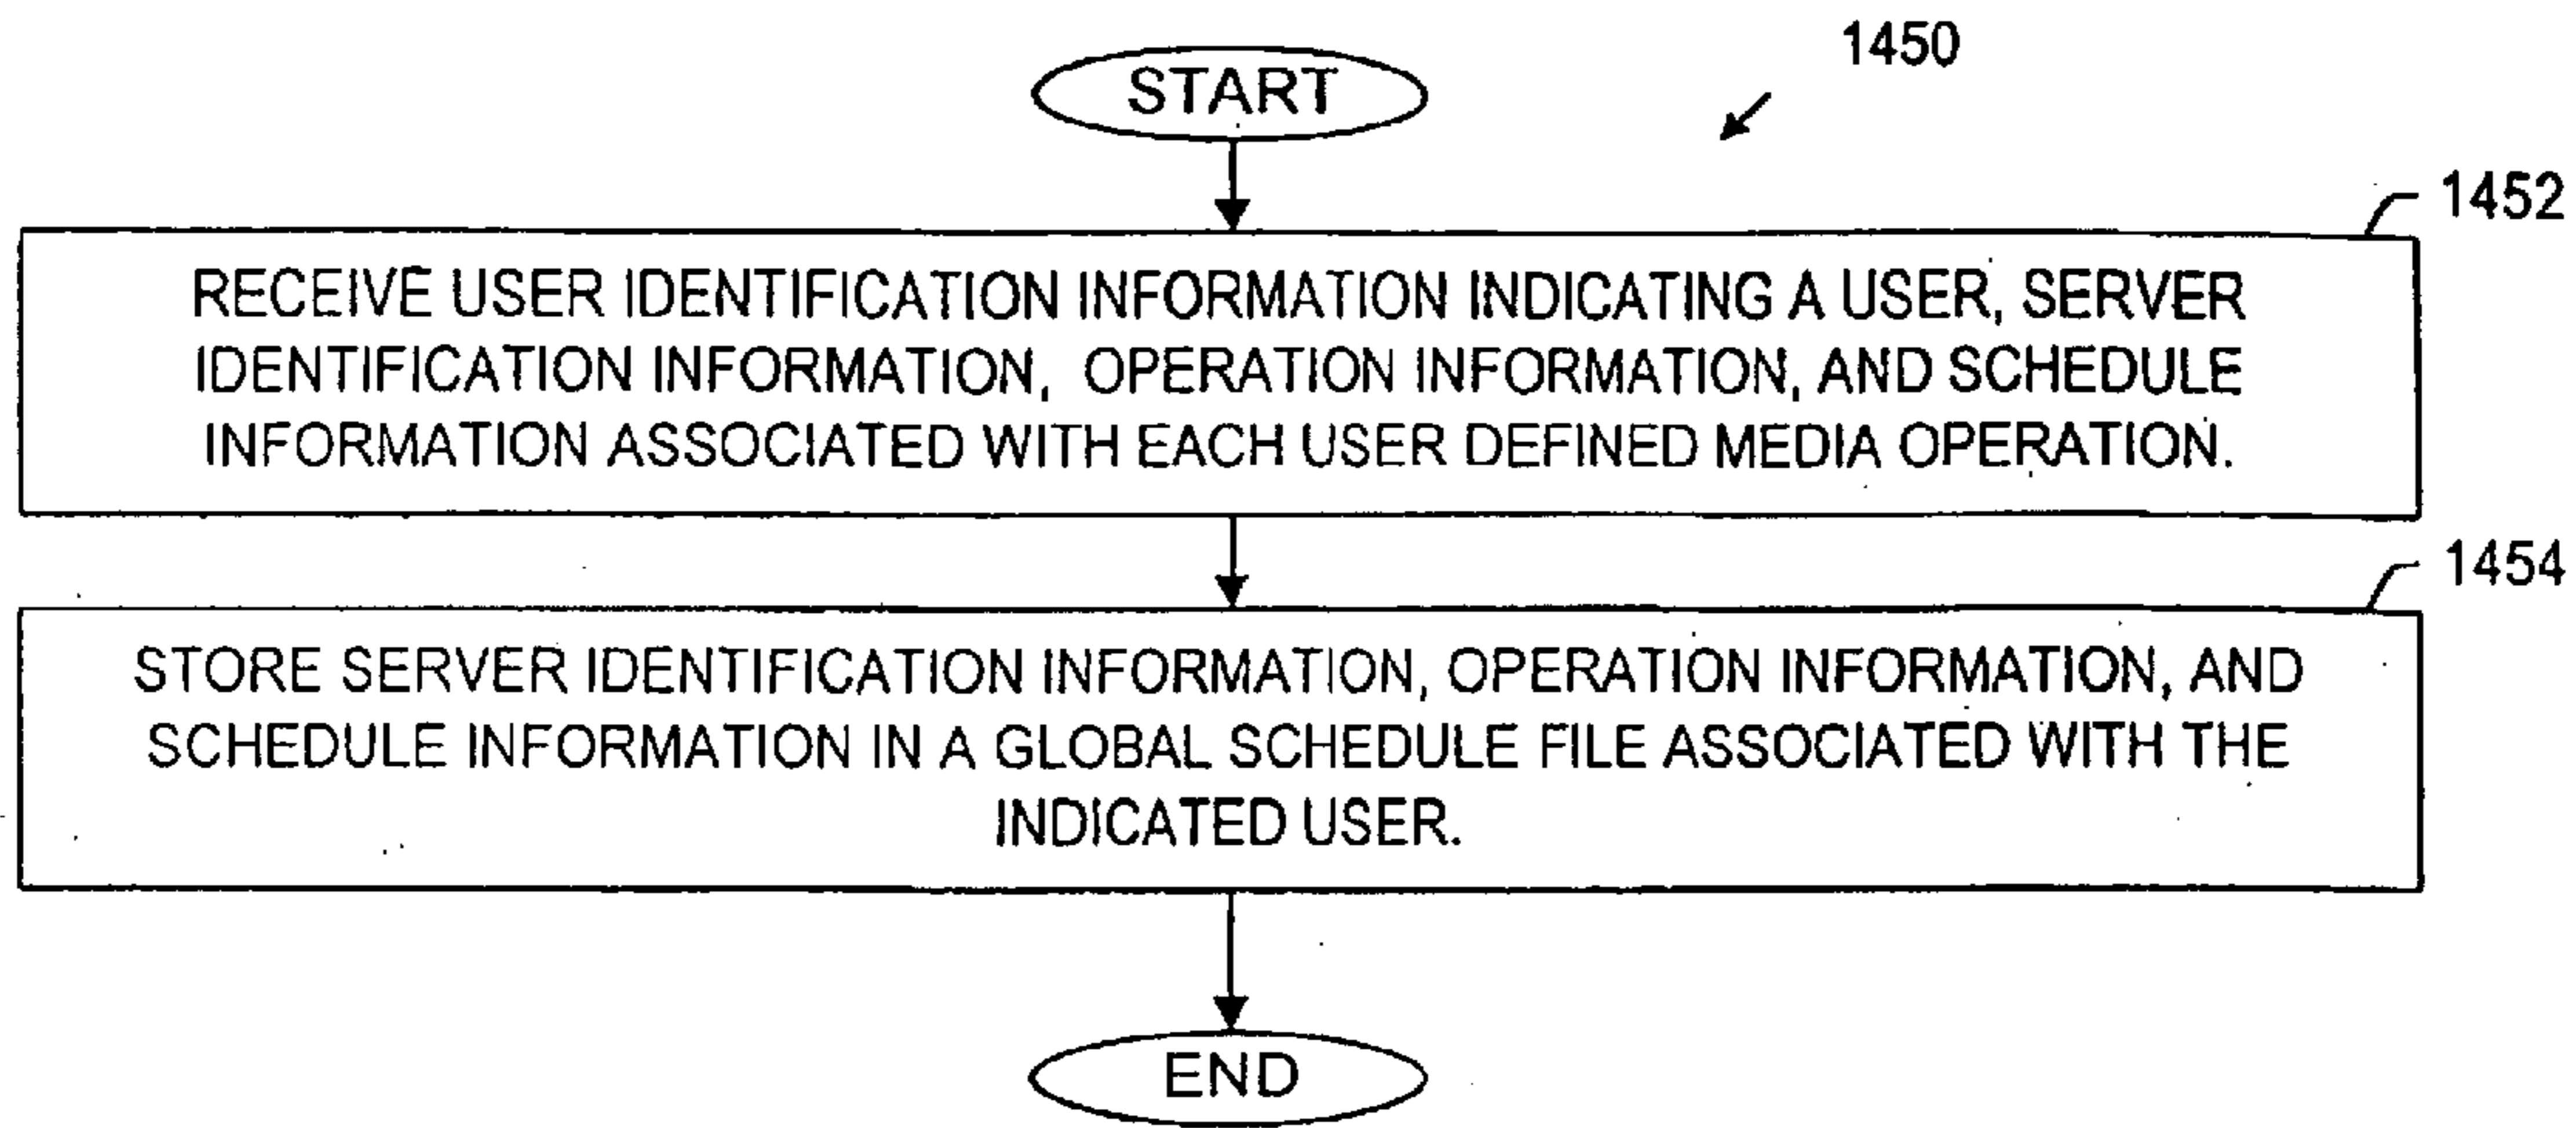 1450
START
1452
RECEIVE USER IDENTIFICATION INFORMATION INDICATING A USER, SERVER
IDENTIFICATION INFORMATION, OPERATION INFORMATION, AND SCHEDULE
INFORMATION ASSOCIATED WITH EACH USER DEFINED MEDIA OPERATION.
1454
STORE SERVER IDENTIFICATION INFORMATION, OPERATION INFORMATION, AND
SCHEDULE INFORMATION IN A GLOBAL SCHEDULE FILE ASSOCIATED WITH THE
INDICATED USER.
END